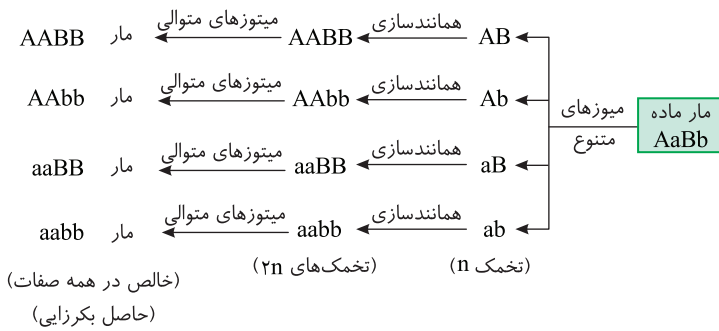 مار ماده
AaBb
میوزهای
متنوع
AB همانندسازی AABB میتوزهای متوالی مار AABB
Ab همانندسازی AAbb میتوزهای متوالی مار AAbb
aB همانندسازی aaBB میتوزهای متوالی مار aaBB
ab همانندسازی aabb میتوزهای متوالی مار aabb
(تخمک n) (تخمک‌های ۲n) (خالص در همه صفات)
(حاصل بکرزایی)